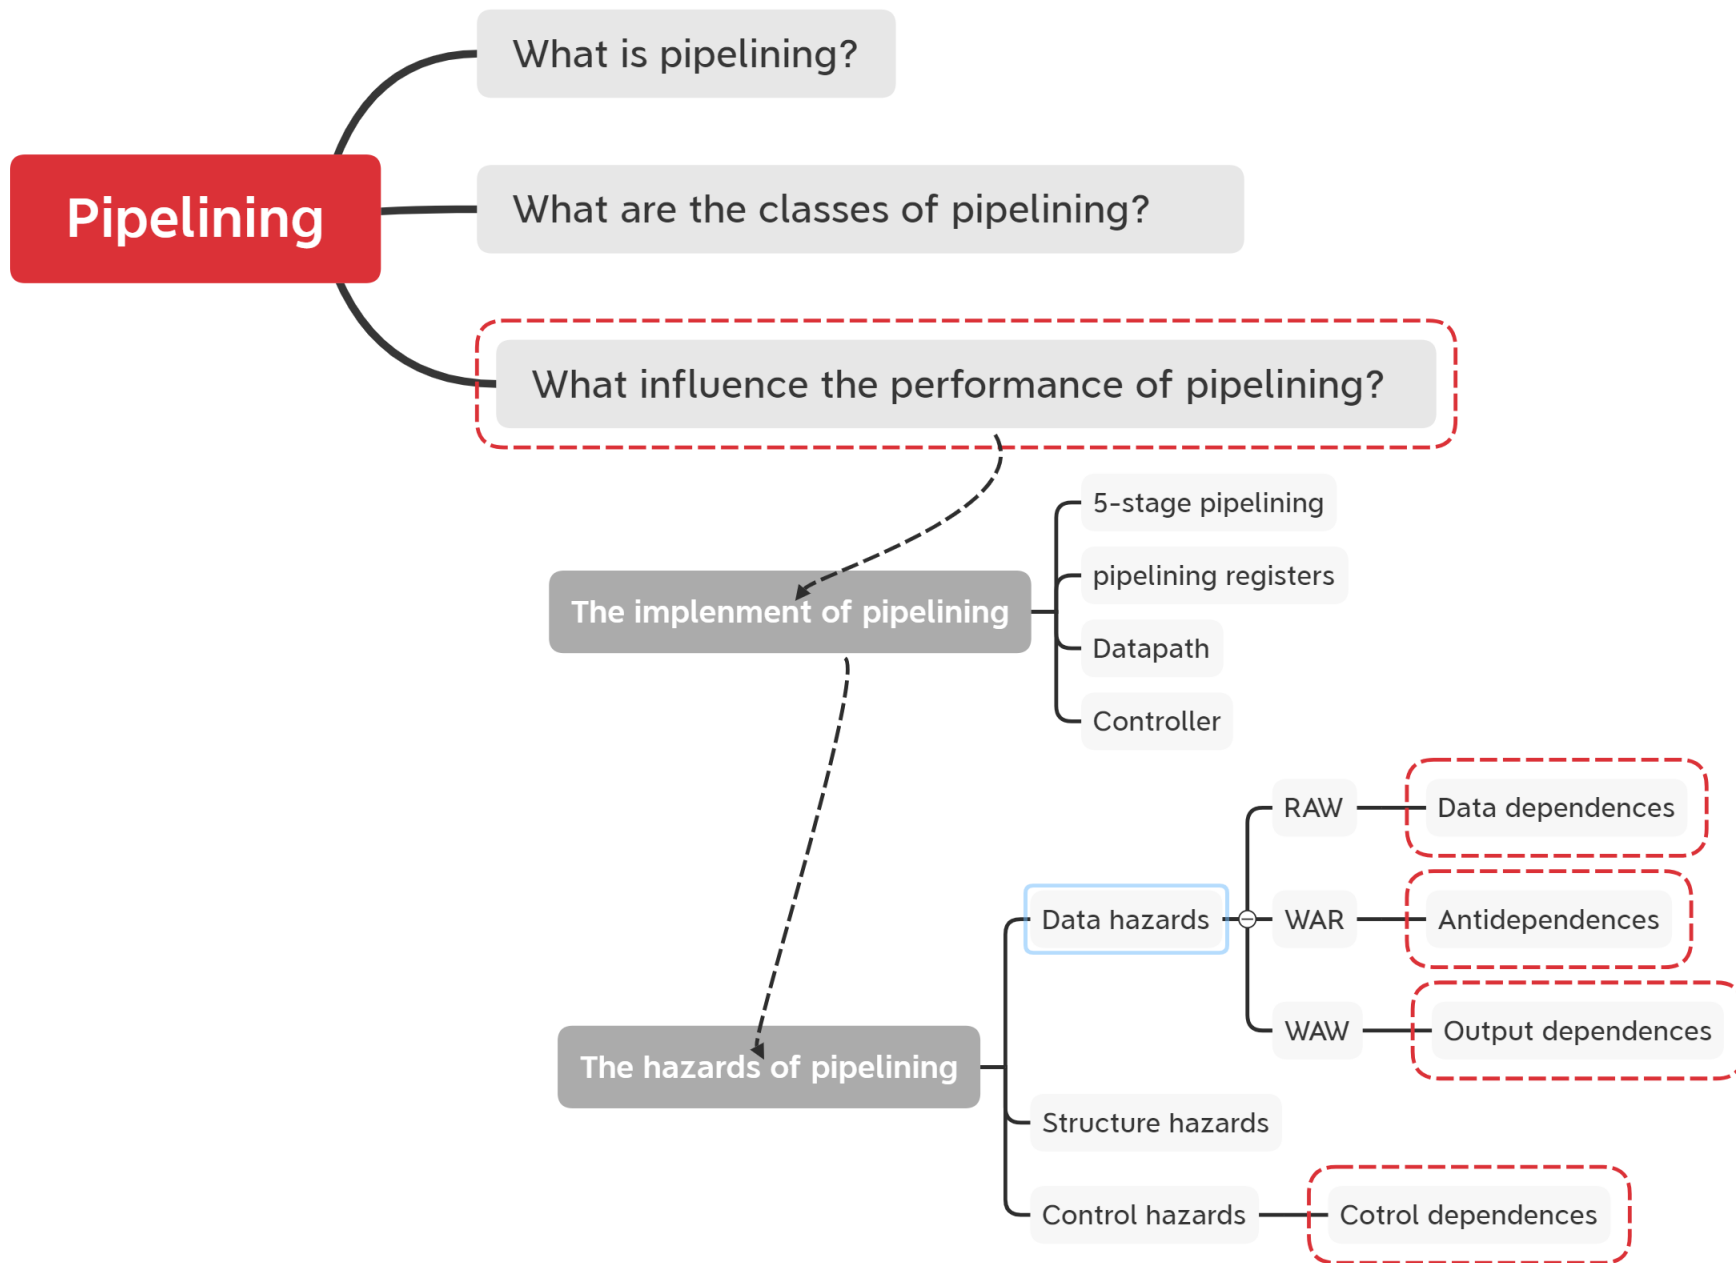 What is pipelining?
Pipelining
What are the classes of pipelining?
What influence the performance of pipelining?
5-stage pipelining
pipelining registers
The implenment of pipelining
Datapath
Controller
RAW
Data dependences
Data hazards
WAR
Antidependences
WAW
Output dependences
The hazards of pipelining
Structure hazards
Control hazards
Cotrol dependences